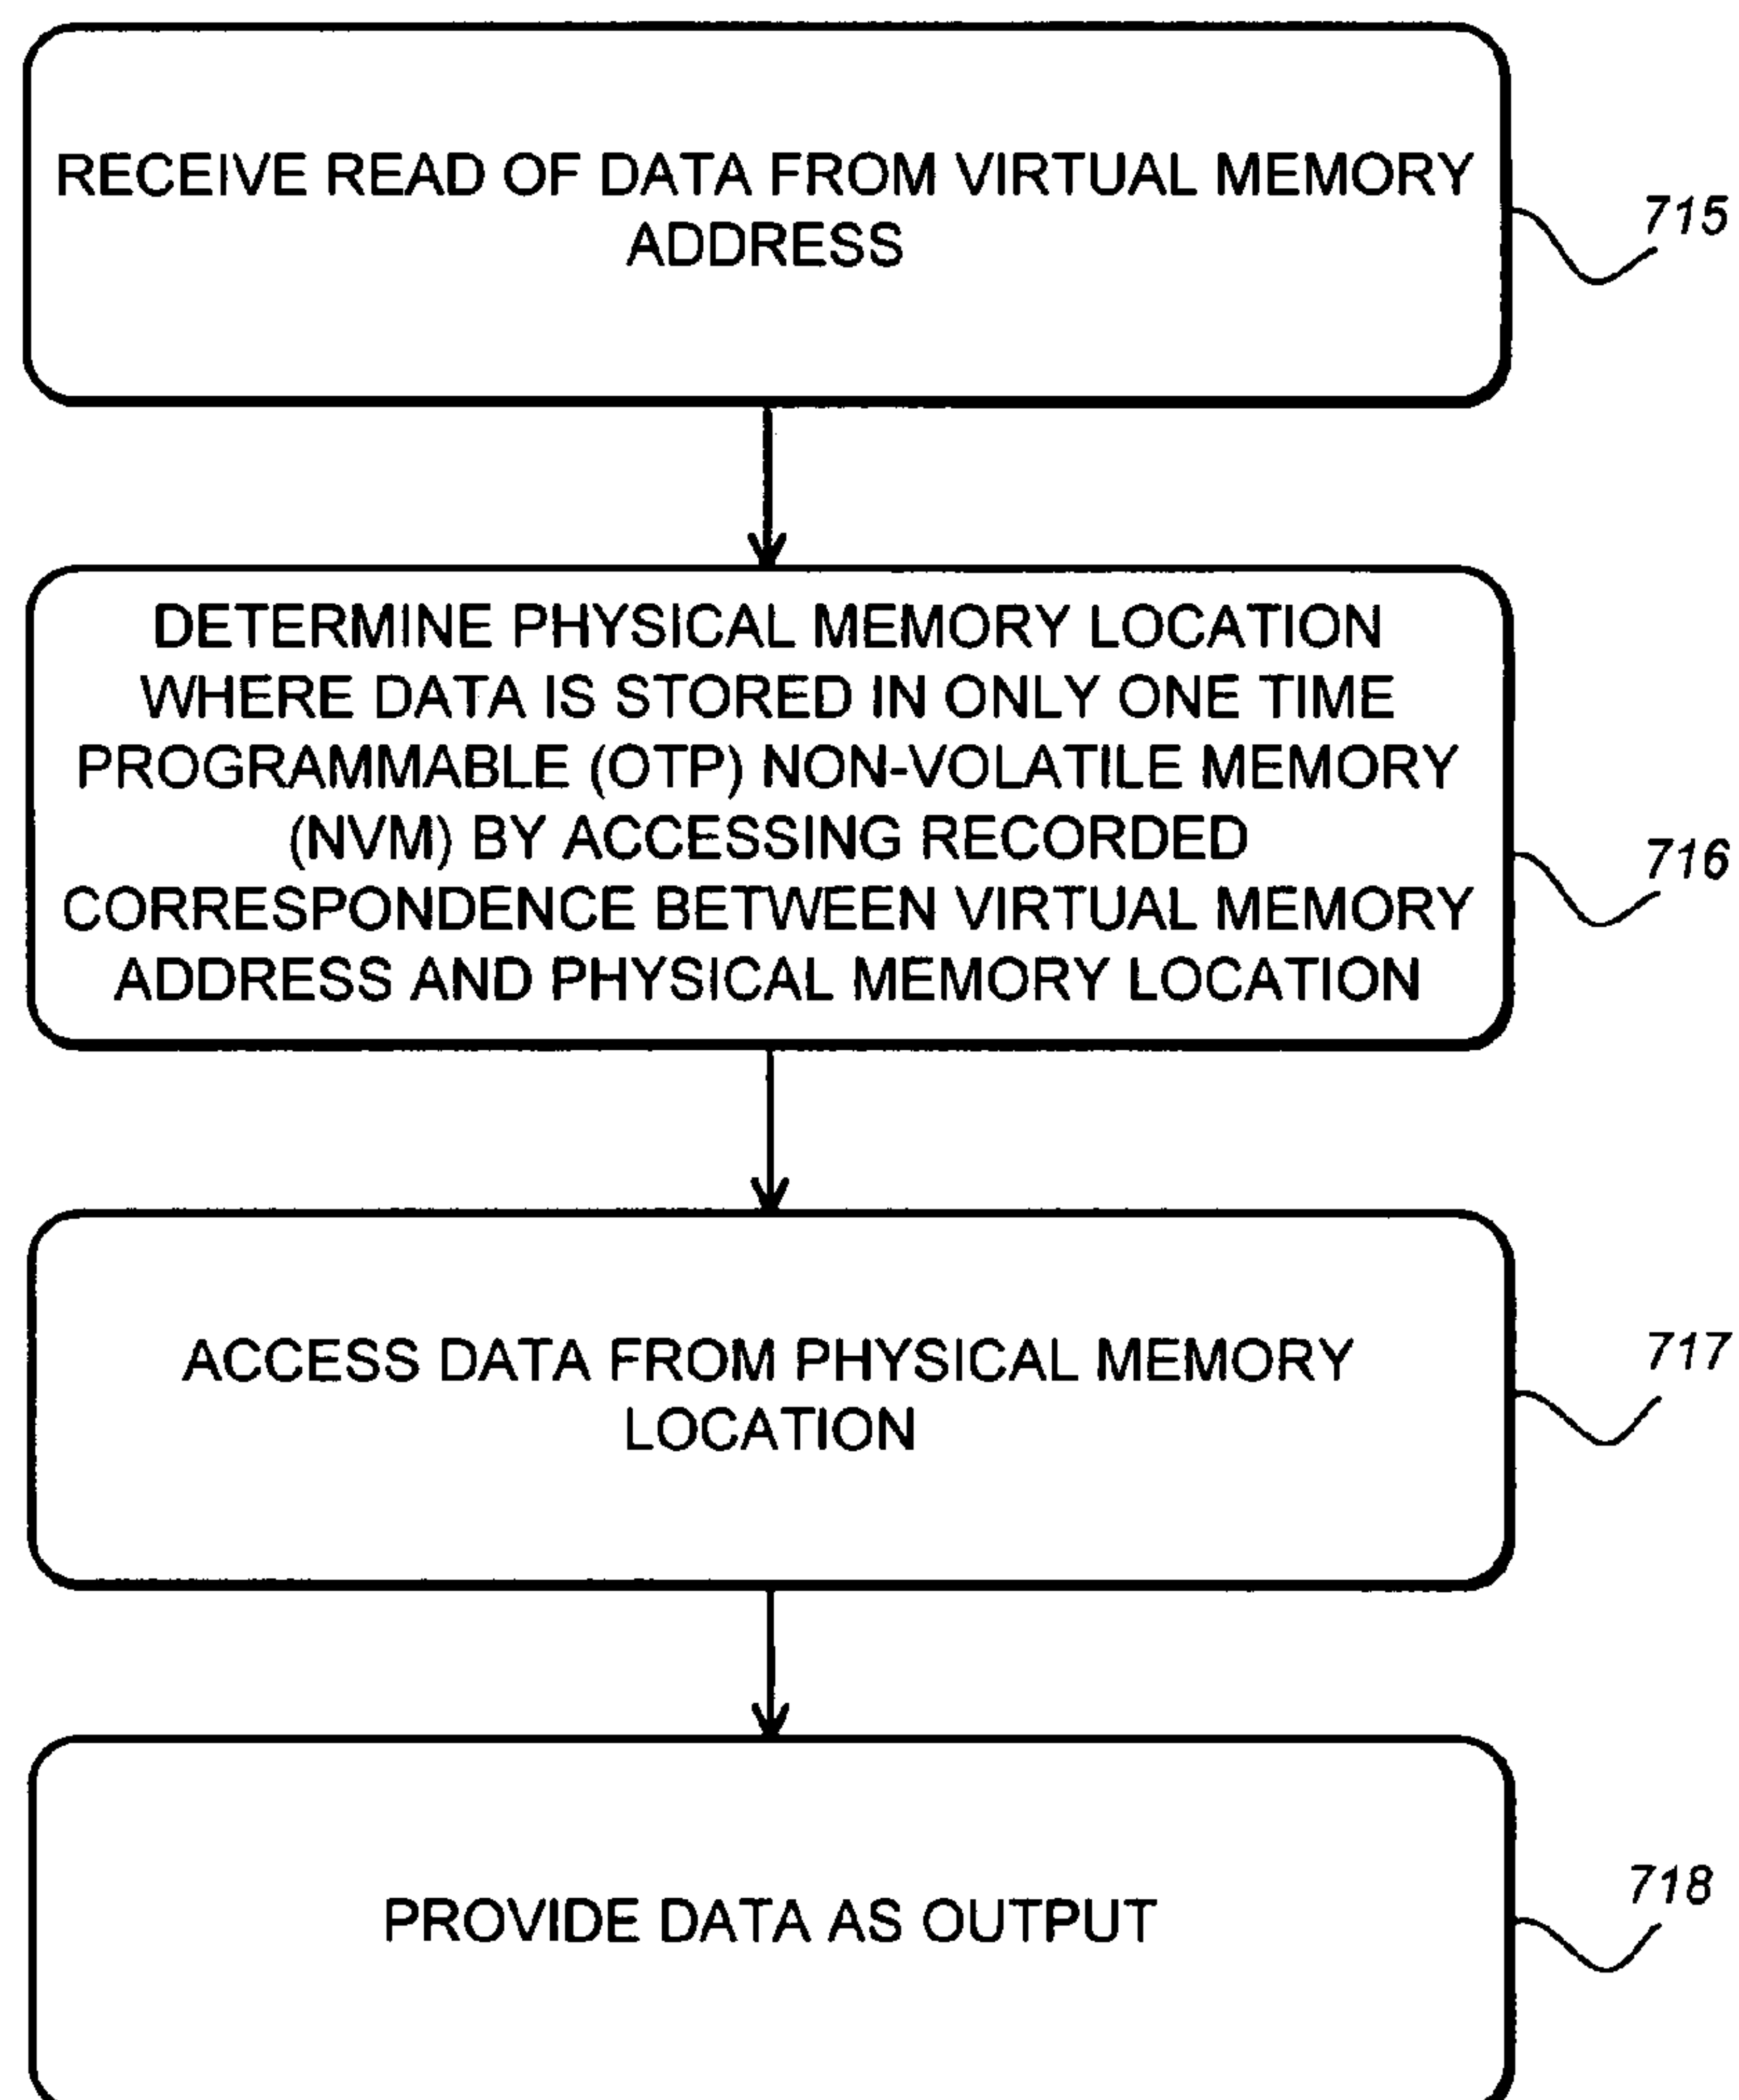 RECEIVE READ OF DATA FROM VIRTUAL MEMORY
ADDRESS
715
DETERMINE PHYSICAL MEMORY LOCATION
WHERE DATA IS STORED IN ONLY ONE TIME
PROGRAMMABLE (OTP) NON-VOLATILE MEMORY
(NVM) BY ACCESSING RECORDED
CORRESPONDENCE BETWEEN VIRTUAL MEMORY
ADDRESS AND PHYSICAL MEMORY LOCATION
716
ACCESS DATA FROM PHYSICAL MEMORY
LOCATION
717
PROVIDE DATA AS OUTPUT
718